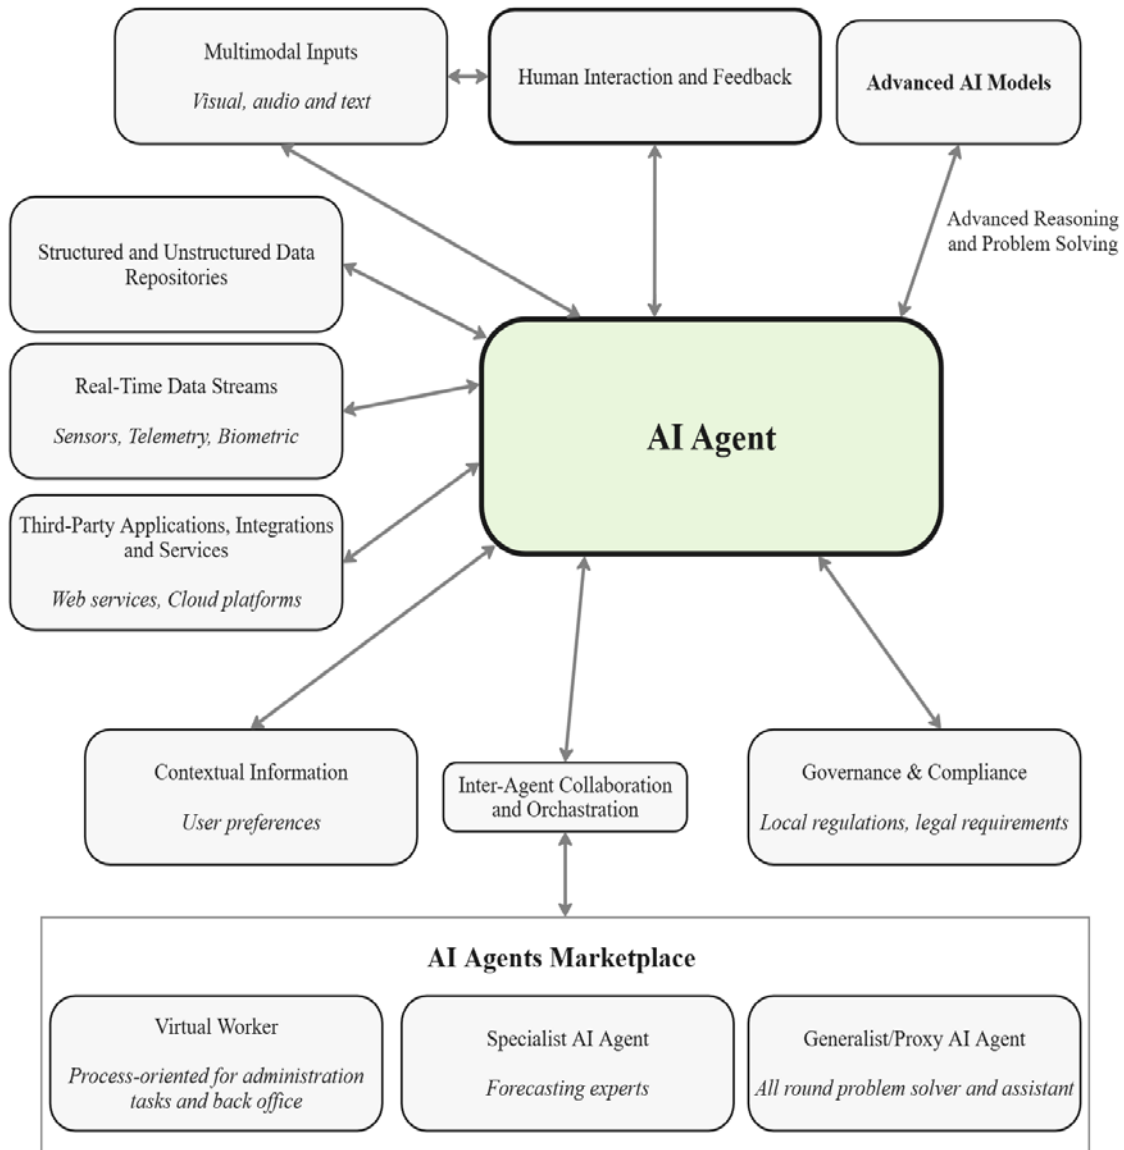 Multimodal Inputs
Visual, audio and text
Human Interaction and Feedback
Advanced AI Models
Advanced Reasoning
and Problem Solving
Structured and Unstructured Data
Repositories
Real-Time Data Streams
Sensors, Telemetry, Biometric
Third-Party Applications, Integrations
and Services
Web services, Cloud platforms
AI Agent
Contextual Information
User preferences
Inter-Agent Collaboration
and Orchastration
Governance & Compliance
Local regulations, legal requirements
AI Agents Marketplace
Virtual Worker
Process-oriented for administration
tasks and back office
Specialist AI Agent
Forecasting experts
Generalist/Proxy AI Agent
All round problem solver and assistant